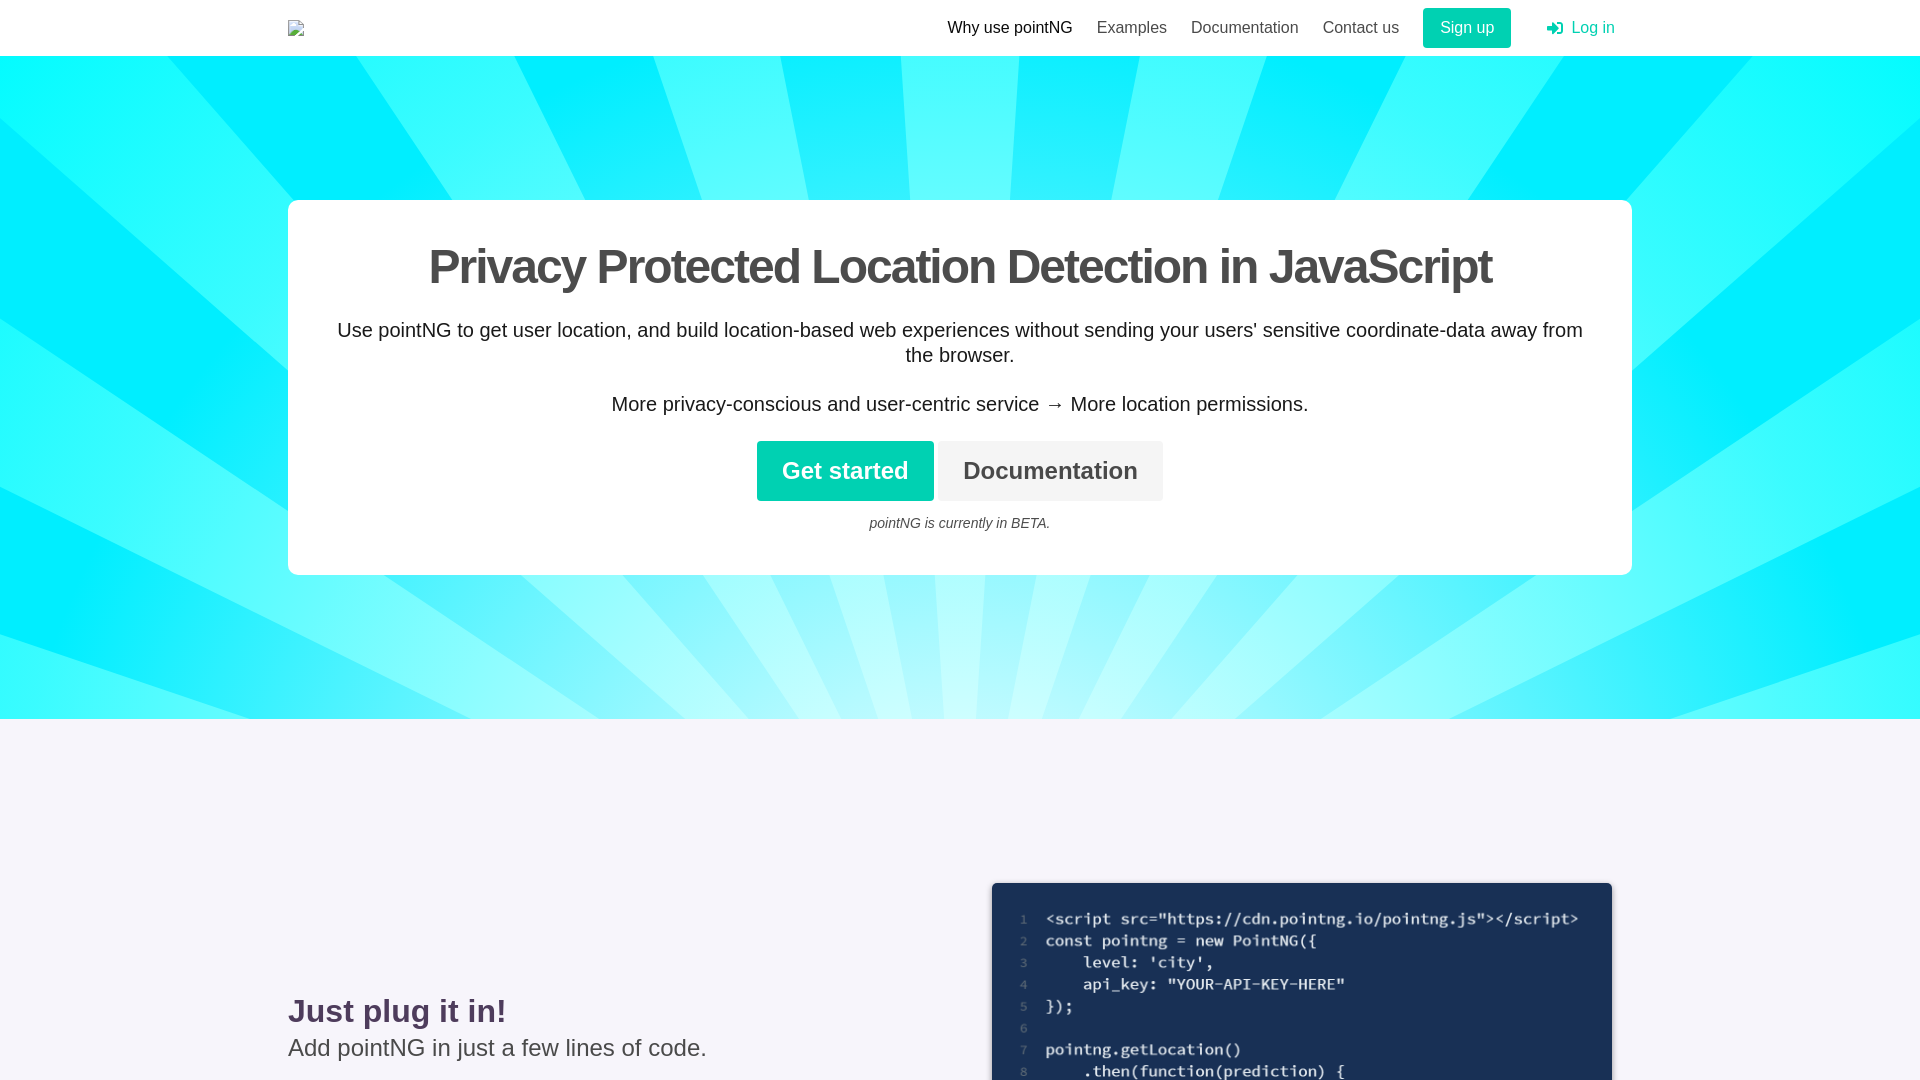 Why use pointNG
Examples
Documentation
Contact us
Sign up
Log in
Privacy Protected Location Detection in JavaScript
Use pointNG to get user location, and build location-based web experiences without sending your users' sensitive coordinate-data away from
the browser.
More privacy-conscious and user-centric service → More location permissions.
Get started
Documentation
pointNG is currently in BETA.
Just plug it in!
Add pointNG in just a few lines of code.
1 <script src="https://cdn.pointng.io/pointng.js"></script>
2 const pointng = new PointNG({
3     level: 'city',
4     api_key: "YOUR-API-KEY-HERE"
5 });
6
7 pointng.getLocation()
8     .then(function(prediction) {